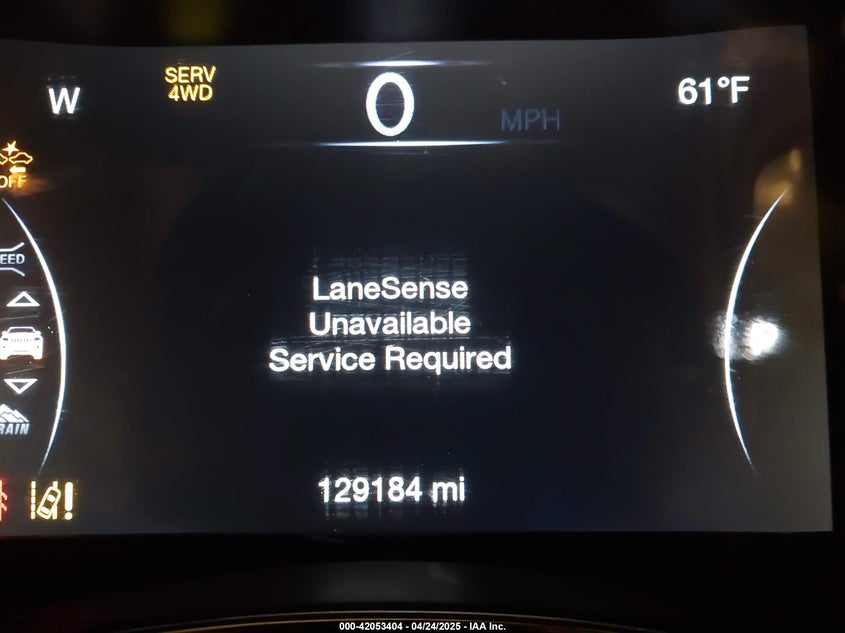 W
SERV
4WD
0
MPH
61°F
OFF
LaneSense
Unavailable
Service Required
129184 mi
000-42053404 - 04/24/2025 - IAA Inc.